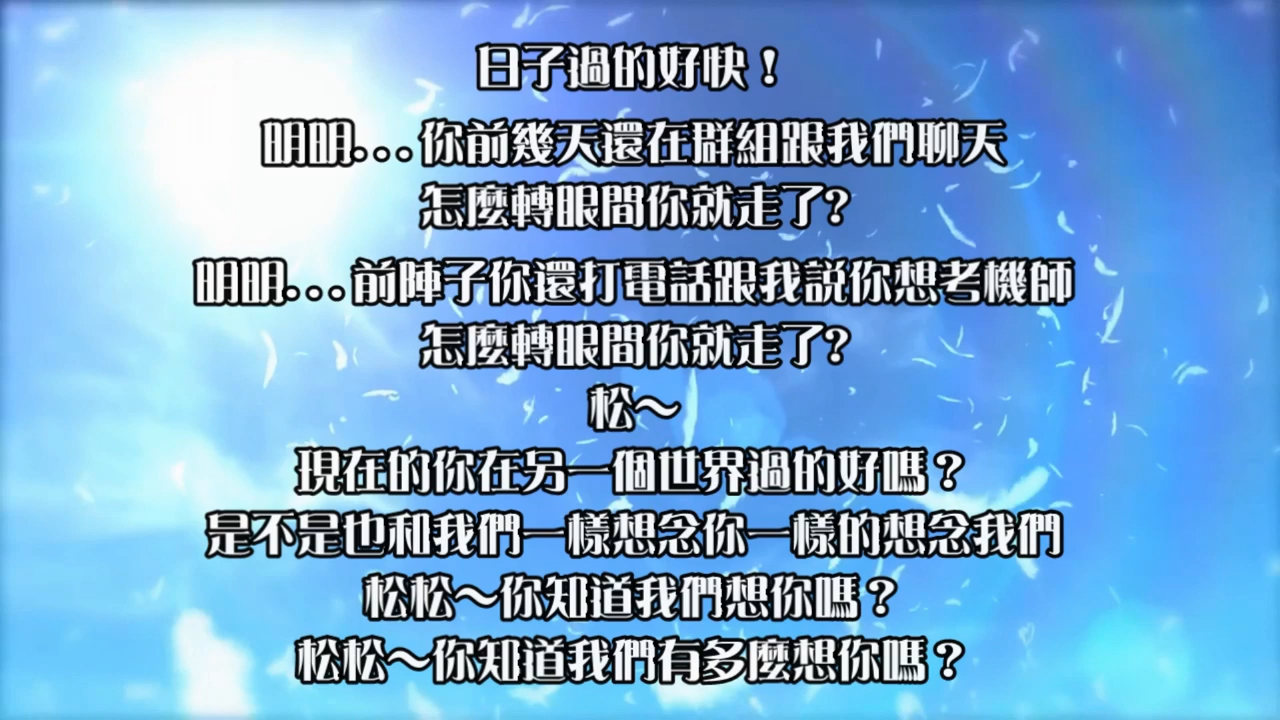 日子過的好快！
明明...你前幾天還在群組跟我們聊天
怎麼轉眼間你就走了?
明明...前陣子你還打電話跟我說你想考機師
怎麼轉眼間你就走了?
松～
現在的你在另一個世界過的好嗎？
是不是也和我們一樣想念你一樣的想念我們
松松～你知道我們想你嗎？
松松～你知道我們有多麼想你嗎？